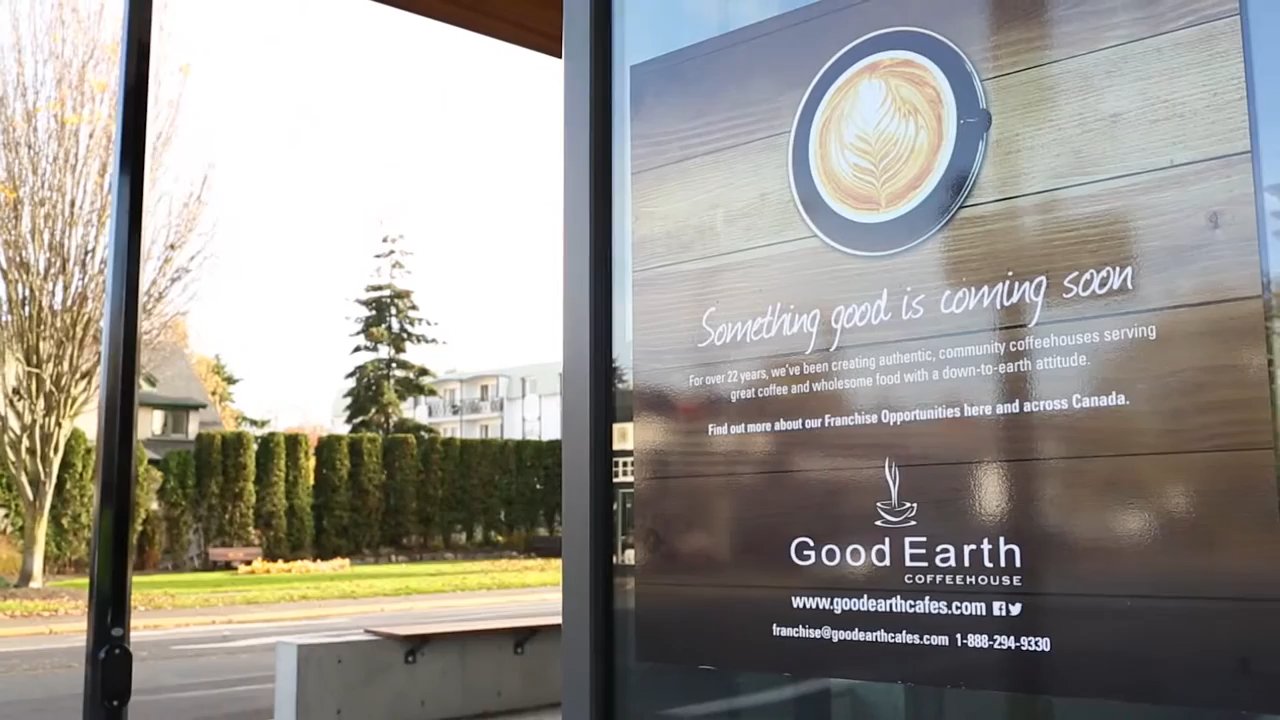 Something good is coming soon
For over 22 years, we've been creating authentic, community coffeehouses serving
great coffee and wholesome food with a down-to-earth attitude.
Find out more about our Franchise Opportunities here and across Canada.
Good Earth
COFFEEHOUSE
www.goodearthcafes.com
franchise@goodearthcafes.com 1-888-294-9330